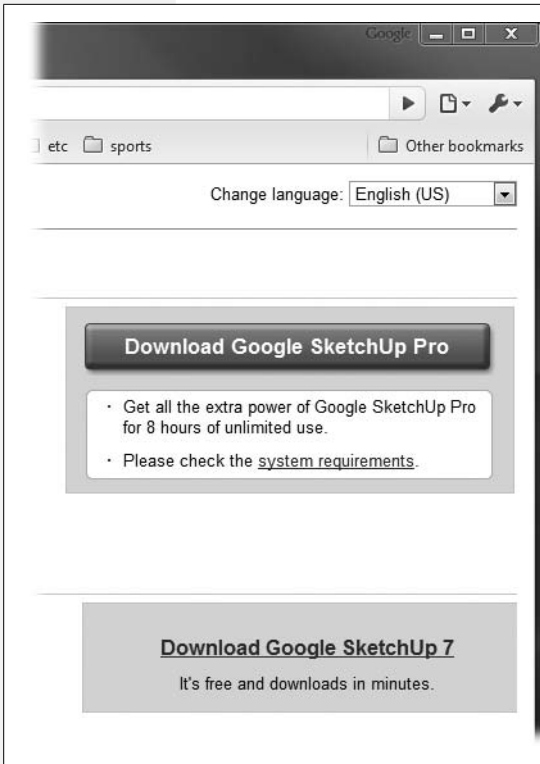 Google
etc sports Other bookmarks
Change language: English (US)
Download Google SketchUp Pro
· Get all the extra power of Google SketchUp Pro
for 8 hours of unlimited use.
· Please check the system requirements.
Download Google SketchUp 7
It's free and downloads in minutes.